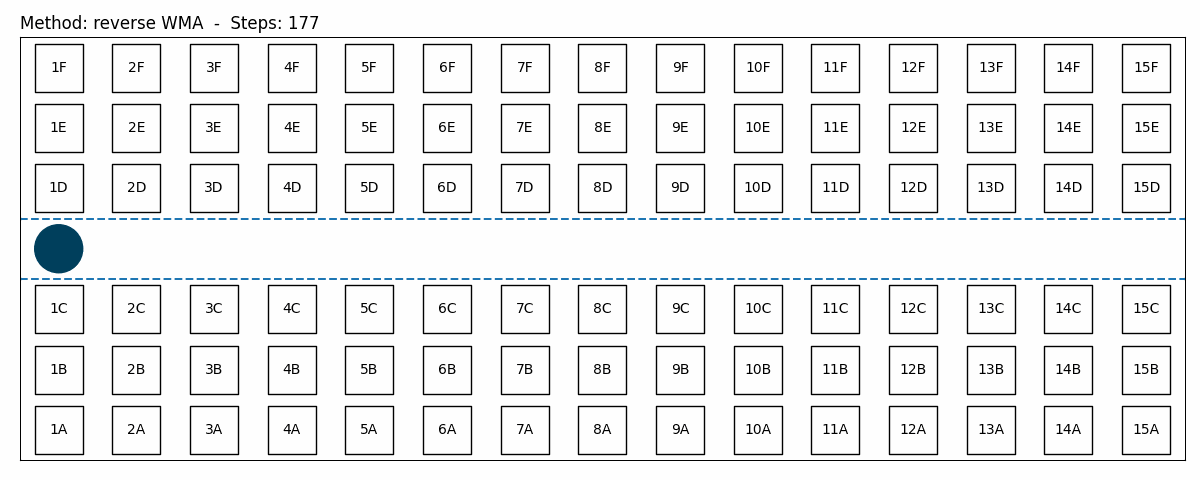 Method: reverse WMA - Steps: 177
1F 2F 3F 4F 5F 6F 7F 8F 9F 10F 11F 12F 13F 14F 15F
1E 2E 3E 4E 5E 6E 7E 8E 9E 10E 11E 12E 13E 14E 15E
1D 2D 3D 4D 5D 6D 7D 8D 9D 10D 11D 12D 13D 14D 15D
1C 2C 3C 4C 5C 6C 7C 8C 9C 10C 11C 12C 13C 14C 15C
1B 2B 3B 4B 5B 6B 7B 8B 9B 10B 11B 12B 13B 14B 15B
1A 2A 3A 4A 5A 6A 7A 8A 9A 10A 11A 12A 13A 14A 15A